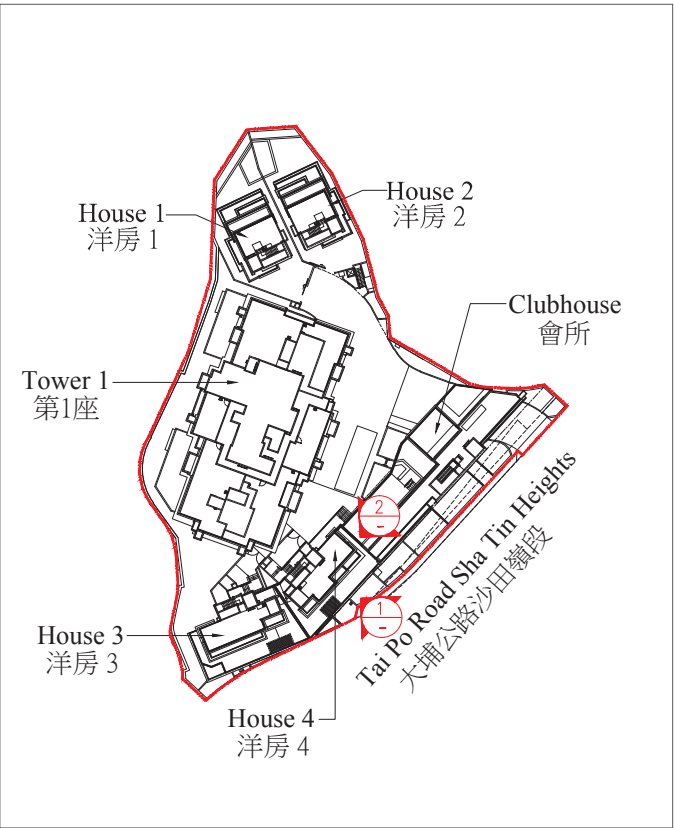 House 1
洋房 1
House 2
洋房 2
Clubhouse
會所
Tower 1
第1座
2
-
1
-
Tai Po Road Sha Tin Heights
大埔公路沙田嶺段
House 3
洋房 3
House 4
洋房 4